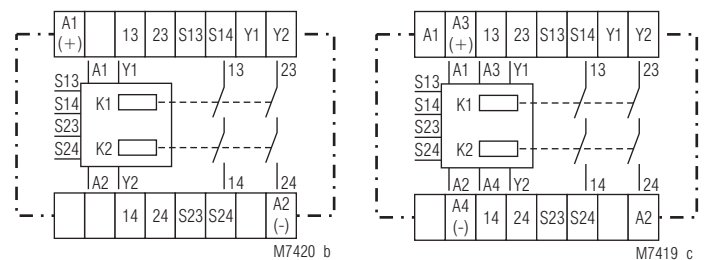 A1 (+) 13 23 S13 S14 Y1 Y2
A1 Y1 13 23
S13
S14 K1
S23
S24 K2
A2 Y2 14 24
14 24 S23 S24 A2 (-)
M7420 b
A1 A3 (+) 13 23 S13 S14 Y1 Y2
A1 A3 Y1 13 23
S13
S14 K1
S23
S24 K2
A2 A4 Y2 14 24
A4 (-) 14 24 S23 S24 A2
M7419 c